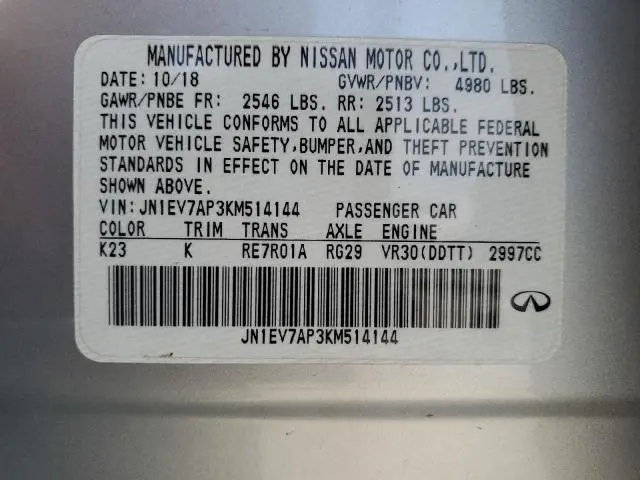 MANUFACTURED BY NISSAN MOTOR CO.,LTD.
DATE: 10/18 GVWR/PNBV: 4980 LBS.
GAWR/PNBE FR: 2546 LBS. RR: 2513 LBS.
THIS VEHICLE CONFORMS TO ALL APPLICABLE FEDERAL
MOTOR VEHICLE SAFETY,BUMPER,AND THEFT PREVENTION
STANDARDS IN EFFECT ON THE DATE OF MANUFACTURE
SHOWN ABOVE.
VIN:JN1EV7AP3KM514144 PASSENGER CAR
COLOR TRIM TRANS AXLE ENGINE
K23 K RE7R01A RG29 VR30(DDTT) 2997CC
JN1EV7AP3KM514144